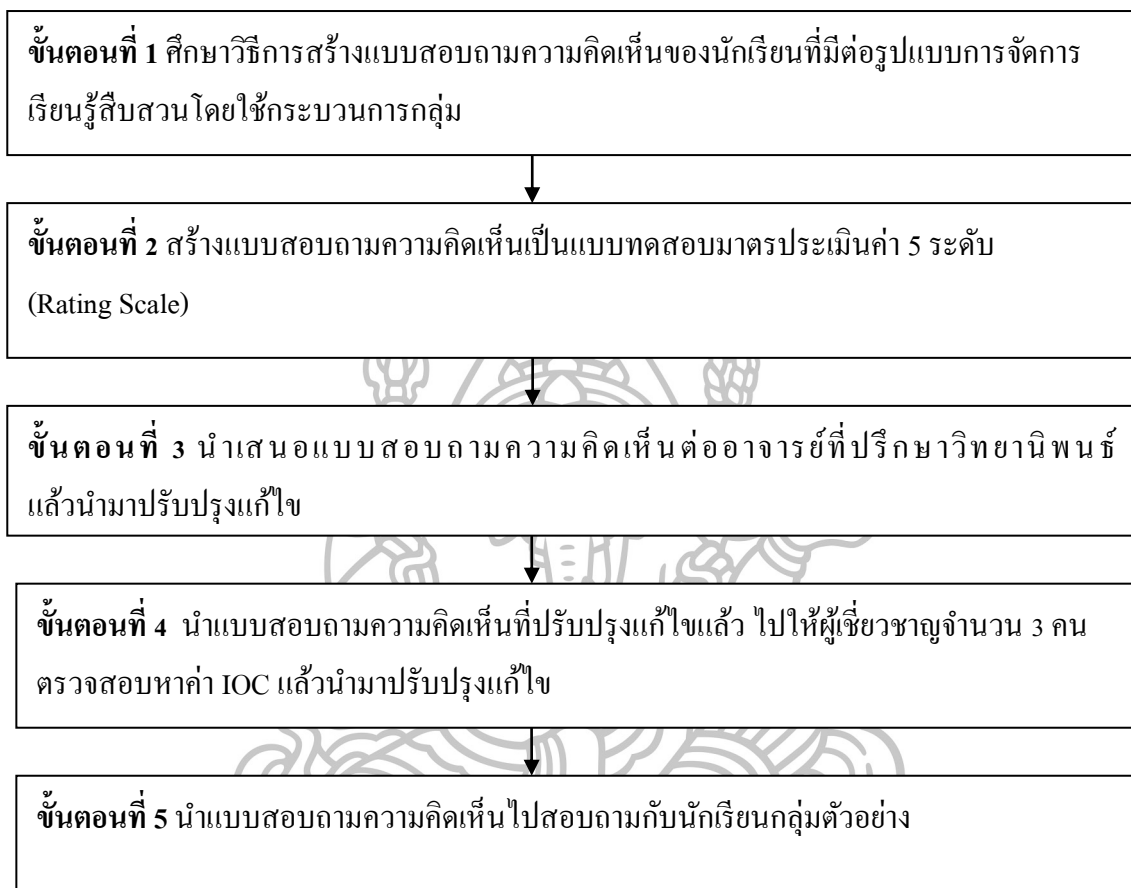 ขั้นตอนที่ 1 ศึกษาวิธีการสร้างแบบสอบถามความคิดเห็นของนักเรียนที่มีต่อรูปแบบการจัดการ
เรียนรู้สืบสวนโดยใช้กระบวนการกลุ่ม
ขั้นตอนที่ 2 สร้างแบบสอบถามความคิดเห็นเป็นแบบทดสอบมาตรประเมินค่า 5 ระดับ
(Rating Scale)
ขั้นตอนที่ 3 นำเสนอแบบสอบถามความคิดเห็นต่ออาจารย์ที่ปรึกษาวิทยานิพนธ์
แล้วนำมาปรับปรุงแก้ไข
ขั้นตอนที่ 4 นำแบบสอบถามความคิดเห็นที่ปรับปรุงแก้ไขแล้ว ไปให้ผู้เชี่ยวชาญจำนวน 3 คน
ตรวจสอบหาค่า IOC แล้วนำมาปรับปรุงแก้ไข
ขั้นตอนที่ 5 นำแบบสอบถามความคิดเห็นไปสอบถามกับนักเรียนกลุ่มตัวอย่าง